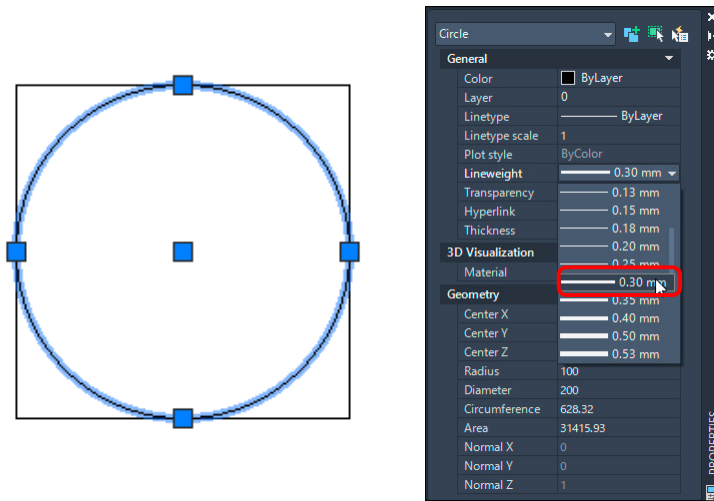 Circle
General
Color ByLayer
Layer 0
Linetype ByLayer
Linetype scale 1
Plot style ByColor
Lineweight 0.30 mm
Transparency 0.13 mm
Hyperlink 0.15 mm
Thickness 0.18 mm
0.20 mm
3D Visualization
0.25 mm
Material 0.30 mm
Geometry 0.35 mm
Center X 0.40 mm
Center Y 0.50 mm
Center Z 0.53 mm
Radius 100
Diameter 200
Circumference 628.32
Area 31415.93
Normal X 0
Normal Y 0
Normal Z 1
PROPERTIES